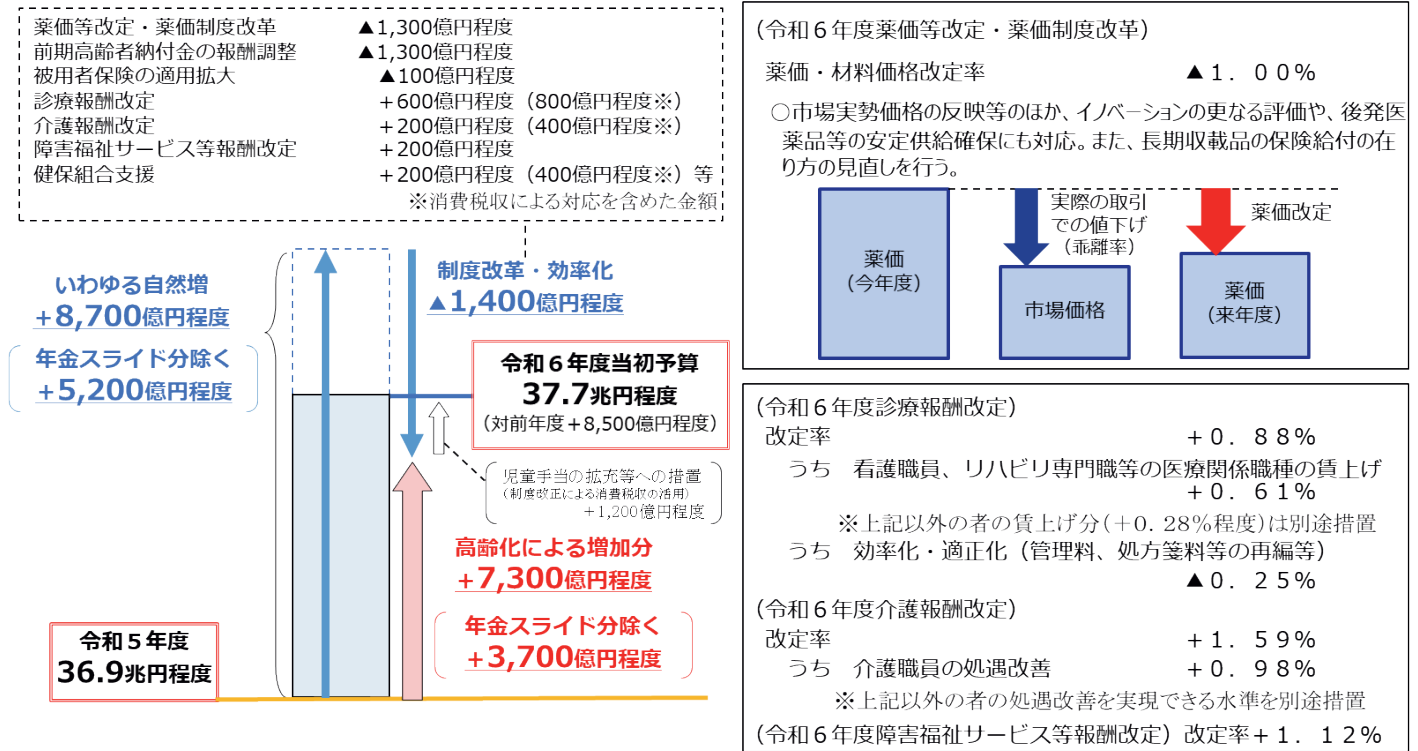 薬価等改定・薬価制度改革 ▲1,300億円程度
前期高齢者納付金の報酬調整 ▲1,300億円程度
被用者保険の適用拡大 ▲100億円程度
診療報酬改定 +600億円程度（800億円程度※）
介護報酬改定 +200億円程度（400億円程度※）
障害福祉サービス等報酬改定 +200億円程度
健保組合支援 +200億円程度（400億円程度※）等
※消費税収による対応を含めた金額
いわゆる自然増
+8,700億円程度
年金スライド分除く
+5,200億円程度
制度改革・効率化
▲1,400億円程度
令和６年度当初予算
37.7兆円程度
（対前年度+8,500億円程度）
児童手当の拡充等への措置
（制度改正による消費税収の活用）
+1,200億円程度
高齢化による増加分
+7,300億円程度
年金スライド分除く
+3,700億円程度
令和５年度
36.9兆円程度
（令和６年度薬価等改定・薬価制度改革）
薬価・材料価格改定率 ▲１．００％
○市場実勢価格の反映等のほか、イノベーションの更なる評価や、後発医
薬品等の安定供給確保にも対応。また、長期収載品の保険給付の在
り方の見直しを行う。
薬価
（今年度）
実際の取引
での値下げ
（乖離率）
市場価格
薬価改定
薬価
（来年度）
（令和６年度診療報酬改定）
改定率 +０．８８％
うち 看護職員、リハビリ専門職等の医療関係職種の賃上げ
+０．６１％
※上記以外の者の賃上げ分（+０．28％程度）は別途措置
うち 効率化・適正化（管理料、処方箋料等の再編等）
▲０．２５％
（令和６年度介護報酬改定）
改定率 +１．５９％
うち 介護職員の処遇改善 +０．９８％
※上記以外の者の処遇改善を実現できる水準を別途措置
（令和６年度障害福祉サービス等報酬改定）改定率+１．１２％